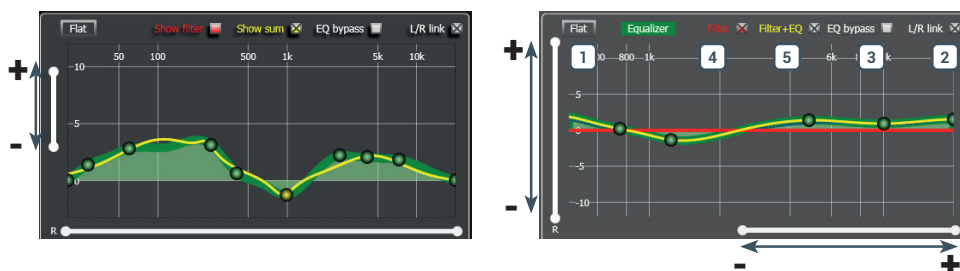 Flat Show filter Show sum EQ bypass L/R link
50 100 500 1k 5k 10k
+
10
5
-
0
R
Flat Equalizer Filter Filter+EQ EQ bypass L/R link
+
1 00 800 1k 4 5 6k 3 k 2
5
0
-5
-
-10
R
- +